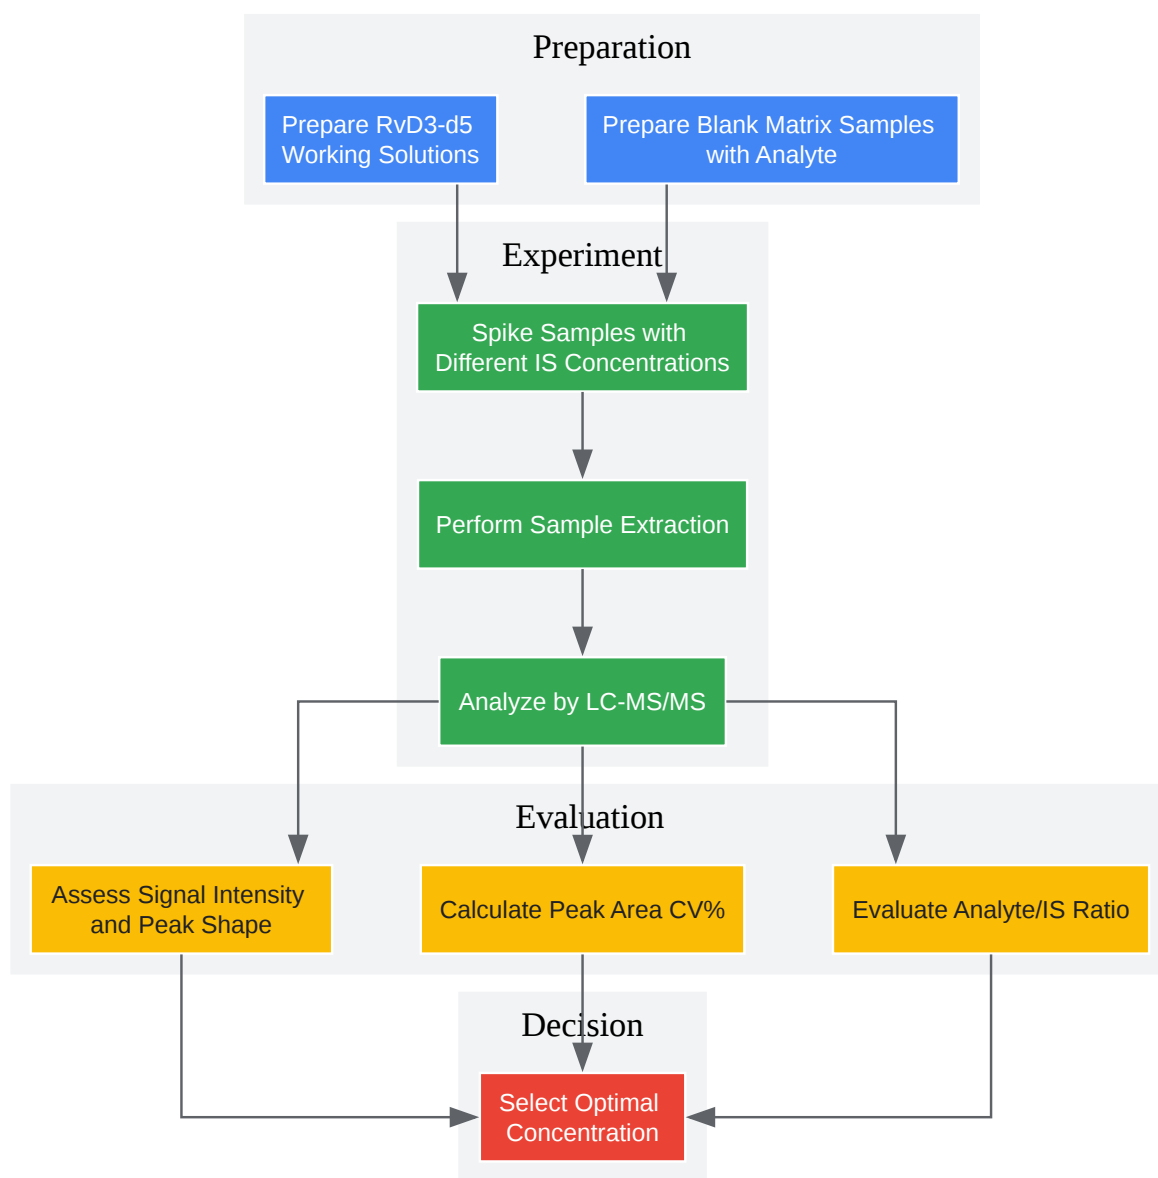 Preparation
Prepare RvD3-d5
Working Solutions
Prepare Blank Matrix Samples
with Analyte
Experiment
Spike Samples with
Different IS Concentrations
Perform Sample Extraction
Analyze by LC-MS/MS
Evaluation
Assess Signal Intensity
and Peak Shape
Calculate Peak Area CV%
Evaluate Analyte/IS Ratio
Decision
Select Optimal
Concentration